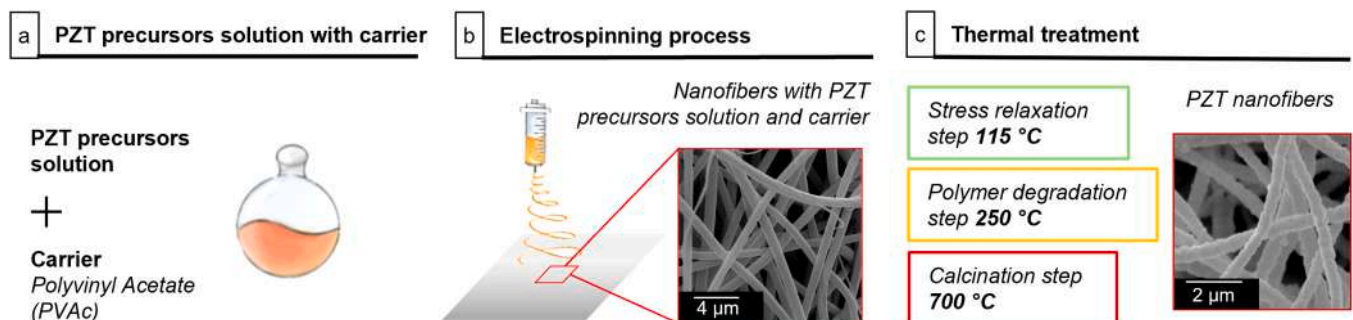 a
PZT precursors solution with carrier
PZT precursors
solution
+
Carrier
Polyvinyl Acetate
(PVAc)
b
Electrospinning process
Nanofibers with PZT
precursors solution and carrier
4 μm
c
Thermal treatment
Stress relaxation
step 115 °C
Polymer degradation
step 250 °C
Calcination step
700 °C
PZT nanofibers
2 μm